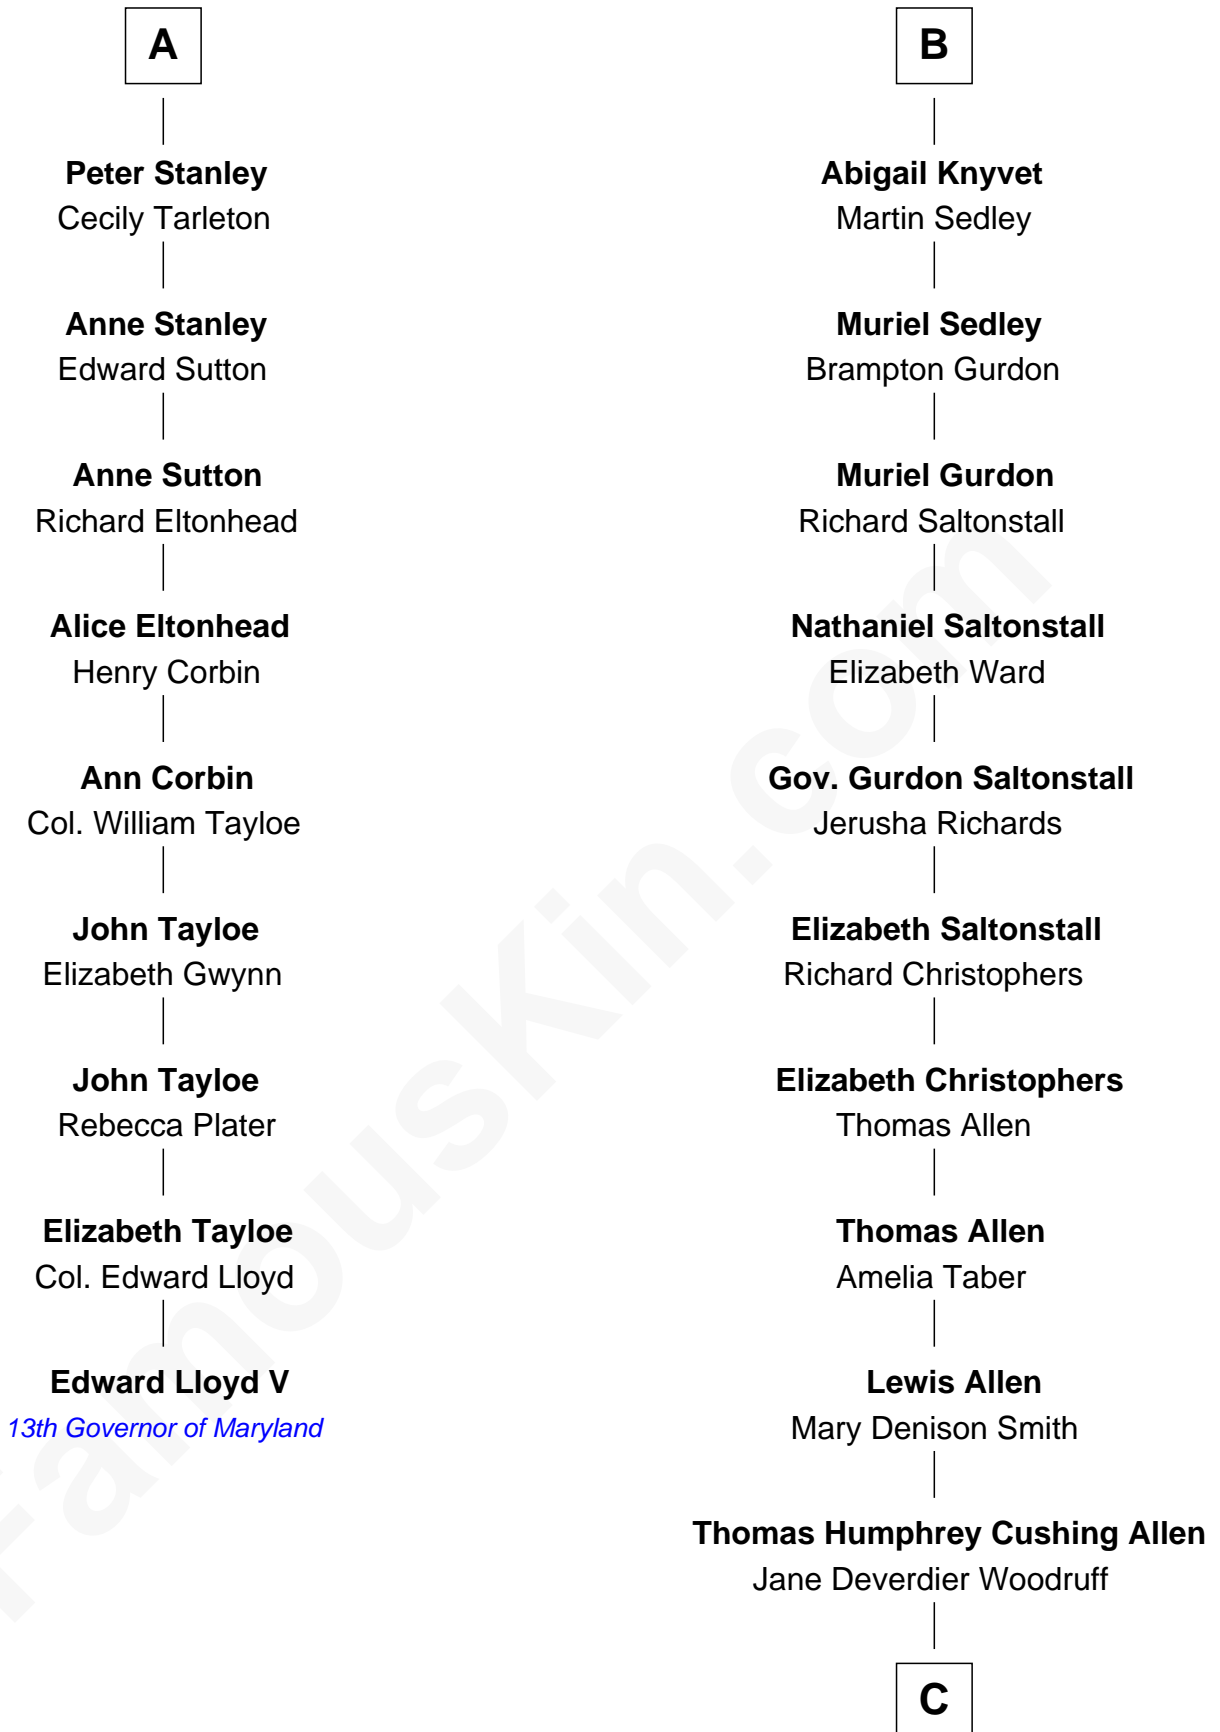 A
Peter Stanley
Cecily Tarleton
Anne Stanley
Edward Sutton
Anne Sutton
Richard Eltonhead
Alice Eltonhead
Henry Corbin
Ann Corbin
Col. William Tayloe
John Tayloe
Elizabeth Gwynn
John Tayloe
Rebecca Plater
Elizabeth Tayloe
Col. Edward Lloyd
Edward Lloyd V
13th Governor of Maryland
B
Abigail Knyvet
Martin Sedley
Muriel Sedley
Brampton Gurdon
Muriel Gurdon
Richard Saltonstall
Nathaniel Saltonstall
Elizabeth Ward
Gov. Gurdon Saltonstall
Jerusha Richards
Elizabeth Saltonstall
Richard Christophers
Elizabeth Christophers
Thomas Allen
Thomas Allen
Amelia Taber
Lewis Allen
Mary Denison Smith
Thomas Humphrey Cushing Allen
Jane Deverdier Woodruff
C
FamousKin.com